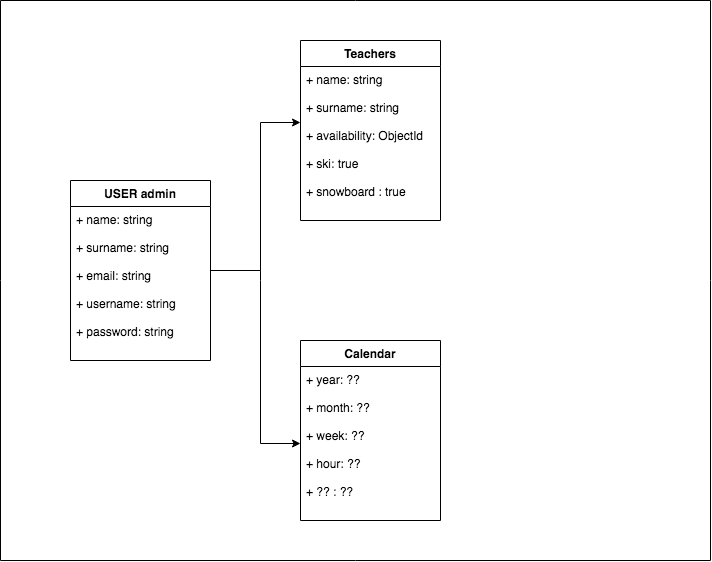 Teachers
+ name: string
+ surname: string
+ availability: ObjectId
+ ski: true
+ snowboard : true
USER admin
+ name: string
+ surname: string
+ email: string
+ username: string
+ password: string
Calendar
+ year: ??
+ month: ??
+ week: ??
+ hour: ??
+ ?? : ??